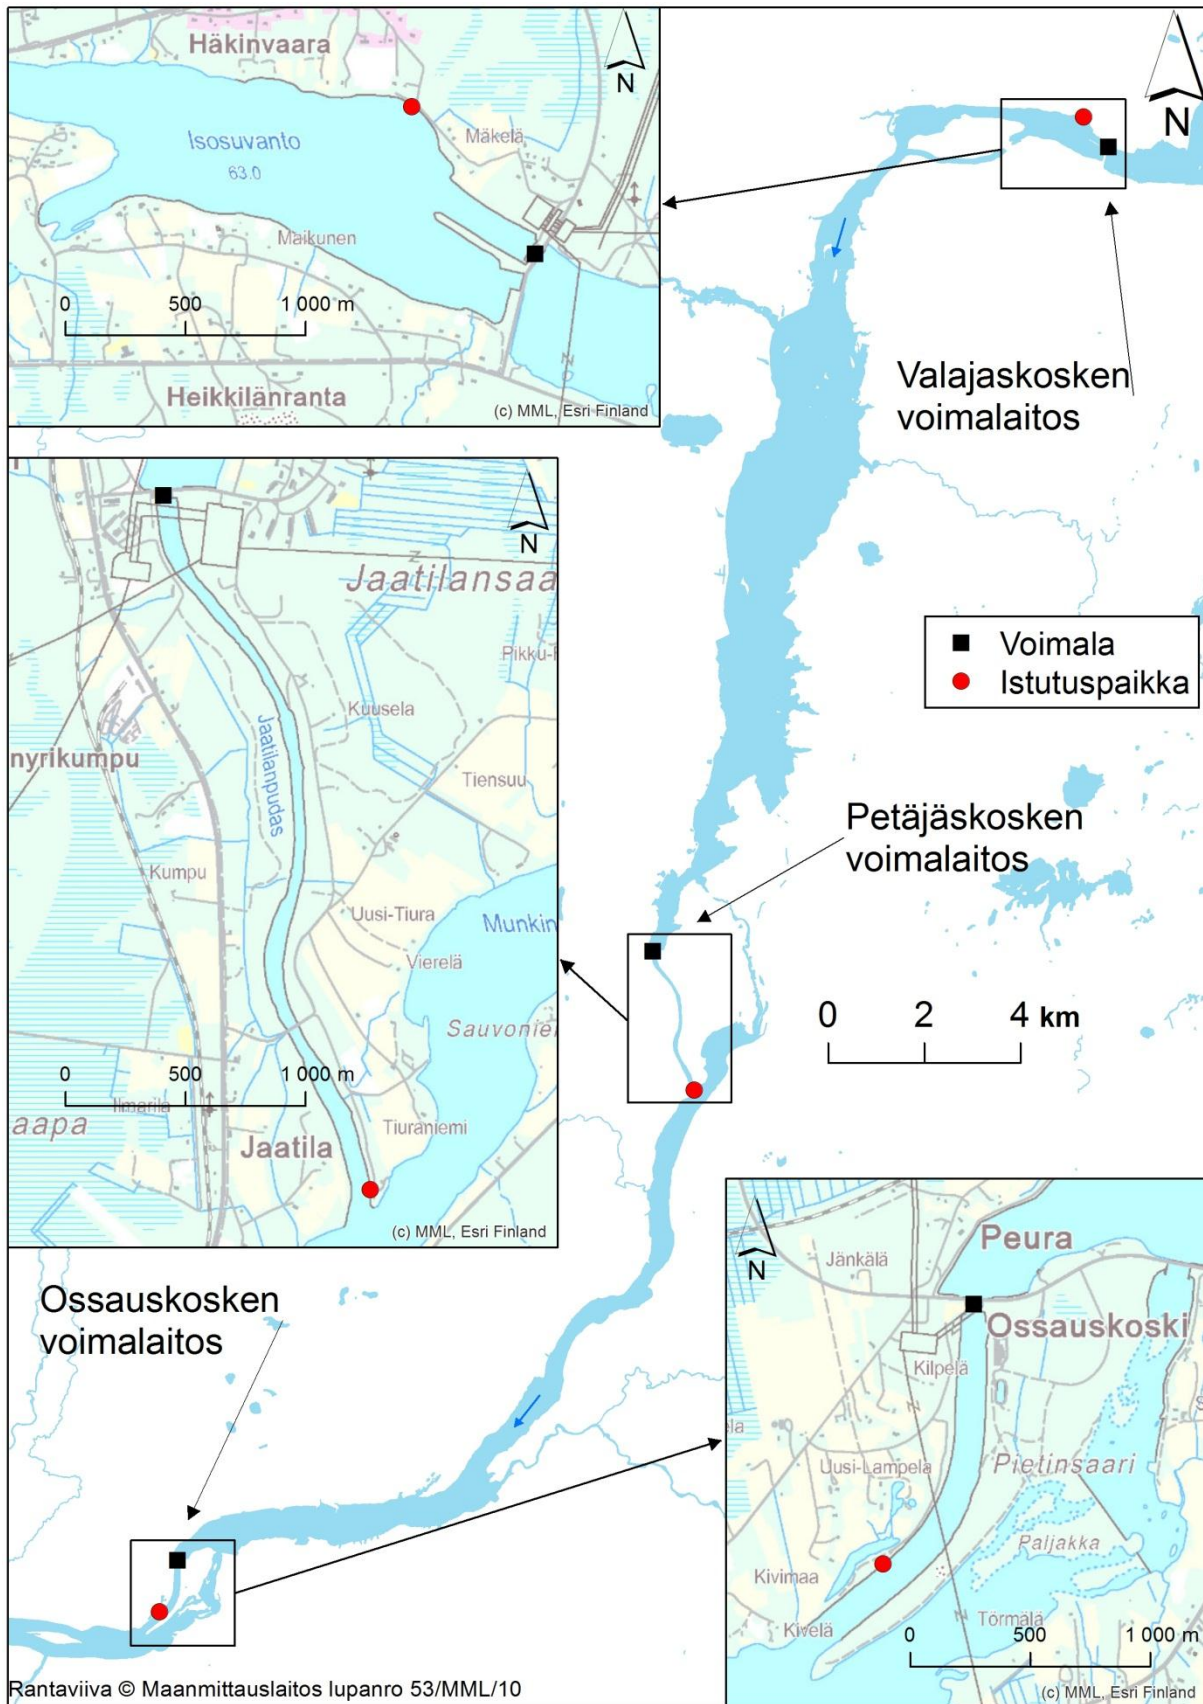 Häkinvaara
N
Isosuvanto
63.0
Mäkelä
Maikunen
0 500 1 000 m
Heikkilänranta
(c) MML, Esri Finland
N
Valajaskosken
voimalaitos
N
Jaatilansaa
Pikku-
Kuusela
Jaatilanpudas
nyrikumpu
Tiensuu
Kumpu
Uusi-Tiura
Munkin
Vierelä
Sauvonie
0 500 1 000 m
Ilmarila
aapa
Jaatila
Tiuraniemi
(c) MML, Esri Finland
Voimala
Istutuspaikka
Petäjäskosken
voimalaitos
0 2 4 km
Ossauskosken
voimalaitos
N
Jänkälä
Peura
Ossauskoski
Kilpelä
ela
Uusi-Lampela
Pietinsaari
Paljakka
Kivimaa
Kivelä
Törmälä
0 500 1 000 m
(c) MML, Esri Finland
Rantaviiva © Maanmittauslaitos lupanro 53/MML/10